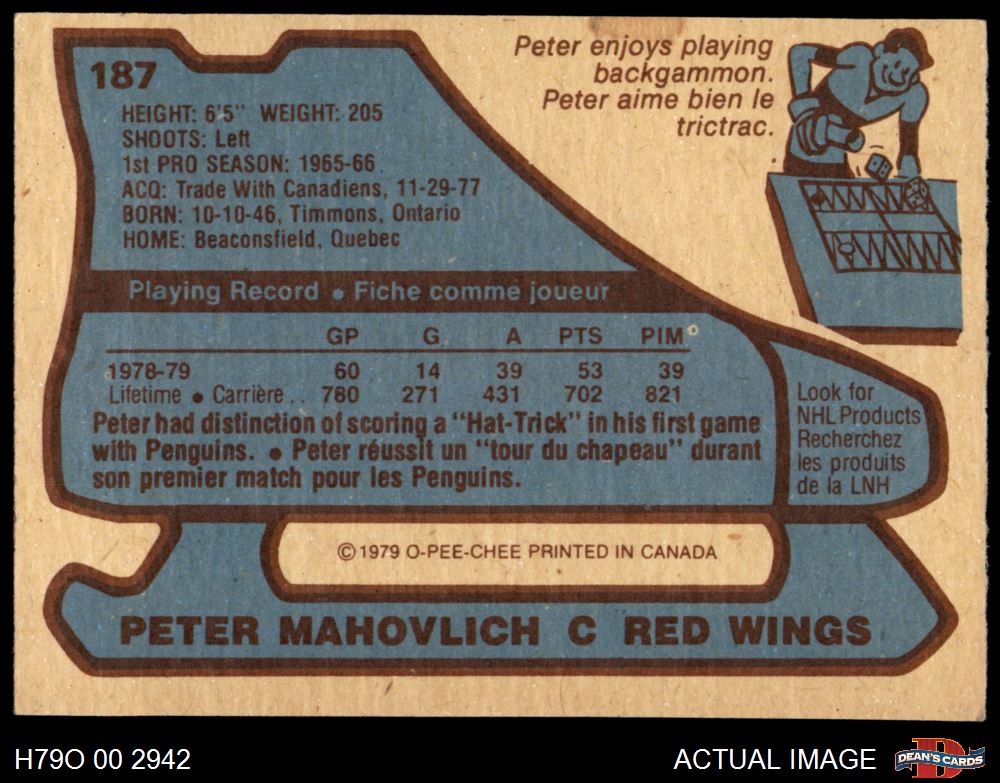 187
HEIGHT: 6'5" WEIGHT: 205
SHOOTS: Left
1st PRO SEASON: 1965-66
ACQ: Trade With Canadiens, 11-29-77
BORN: 10-10-46, Timmons, Ontario
HOME: Beaconsfield, Quebec
Peter enjoys playing
backgammon.
Peter aime bien le
trictrac.
Playing Record • Fiche comme joueur
GP G A PTS PIM
1978-79 60 14 39 53 39
Lifetime • Carrière . . 780 271 431 702 821
Peter had distinction of scoring a "Hat-Trick" in his first game
with Penguins. • Peter réussit un "tour du chapeau" durant
son premier match pour les Penguins.
Look for
NHL Products
Recherchez
les produits
de la LNH
© 1979 O-PEE-CHEE PRINTED IN CANADA
PETER MAHOVLICH C RED WINGS
H79O 00 2942
ACTUAL IMAGE
D
DEAN'S CARDS